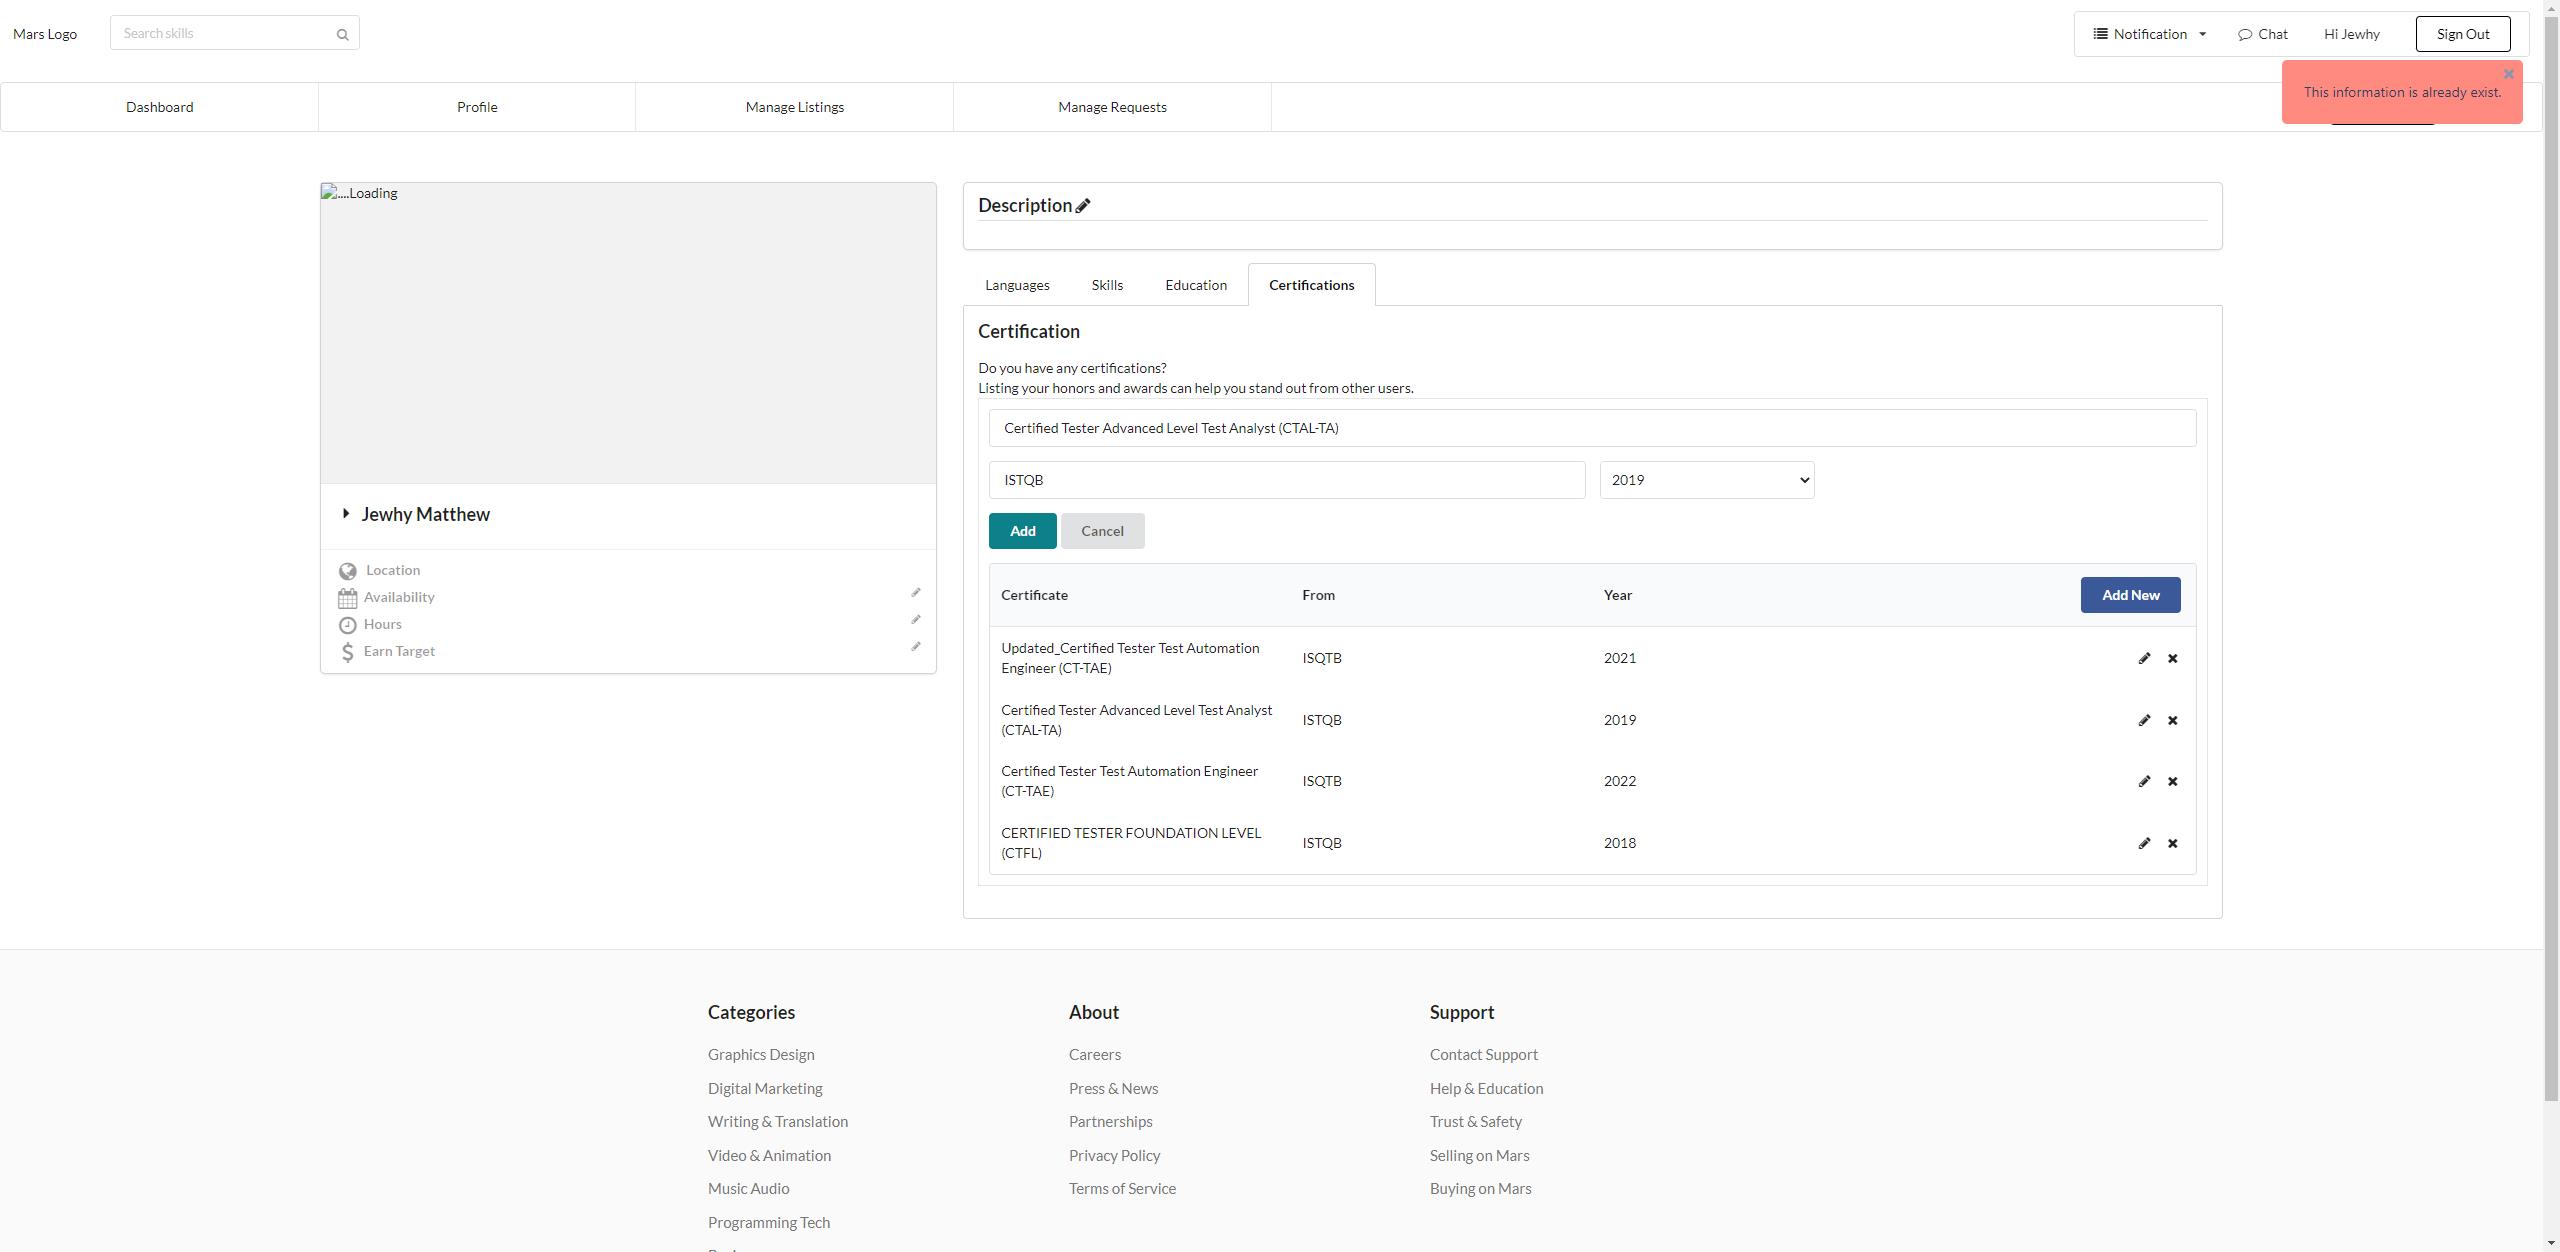 Mars Logo
Search skills
Notification
Chat
Hi Jewhy
Sign Out
This information is already exist.
Dashboard
Profile
Manage Listings
Manage Requests
....Loading
Jewhy Matthew
Location
Availability
Hours
Earn Target
Description
Languages
Skills
Education
Certifications
Certification
Do you have any certifications?
Listing your honors and awards can help you stand out from other users.
Certified Tester Advanced Level Test Analyst (CTAL-TA)
ISTQB
2019
Add
Cancel
Certificate From Year Add New
Updated_Certified Tester Test Automation
Engineer (CT-TAE)
ISQTB
2021
Certified Tester Advanced Level Test Analyst
(CTAL-TA)
ISTQB
2019
Certified Tester Test Automation Engineer
(CT-TAE)
ISQTB
2022
CERTIFIED TESTER FOUNDATION LEVEL
(CTFL)
ISTQB
2018
Categories
Graphics Design
Digital Marketing
Writing & Translation
Video & Animation
Music Audio
Programming Tech
About
Careers
Press & News
Partnerships
Privacy Policy
Terms of Service
Support
Contact Support
Help & Education
Trust & Safety
Selling on Mars
Buying on Mars